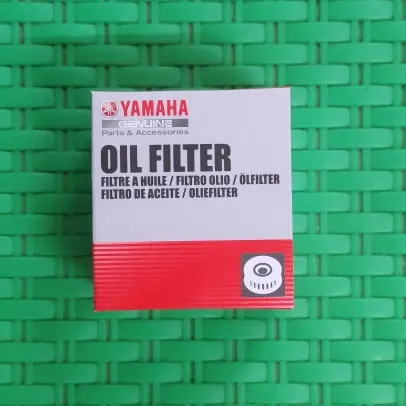 YAMAHA
GENUINE
Parts & Accessories
OIL FILTER
FILTRE A HUILE / FILTRO OLIO / ÖLFILTER
FILTRO DE ACEITE / OLIEFILTER